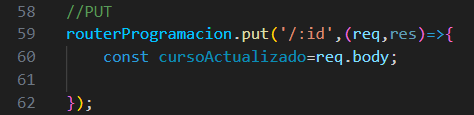 58 //PUT
59 routerProgramacion.put('/:id',(req,res)=>{
60 const cursoActualizado=req.body;
61
62 });